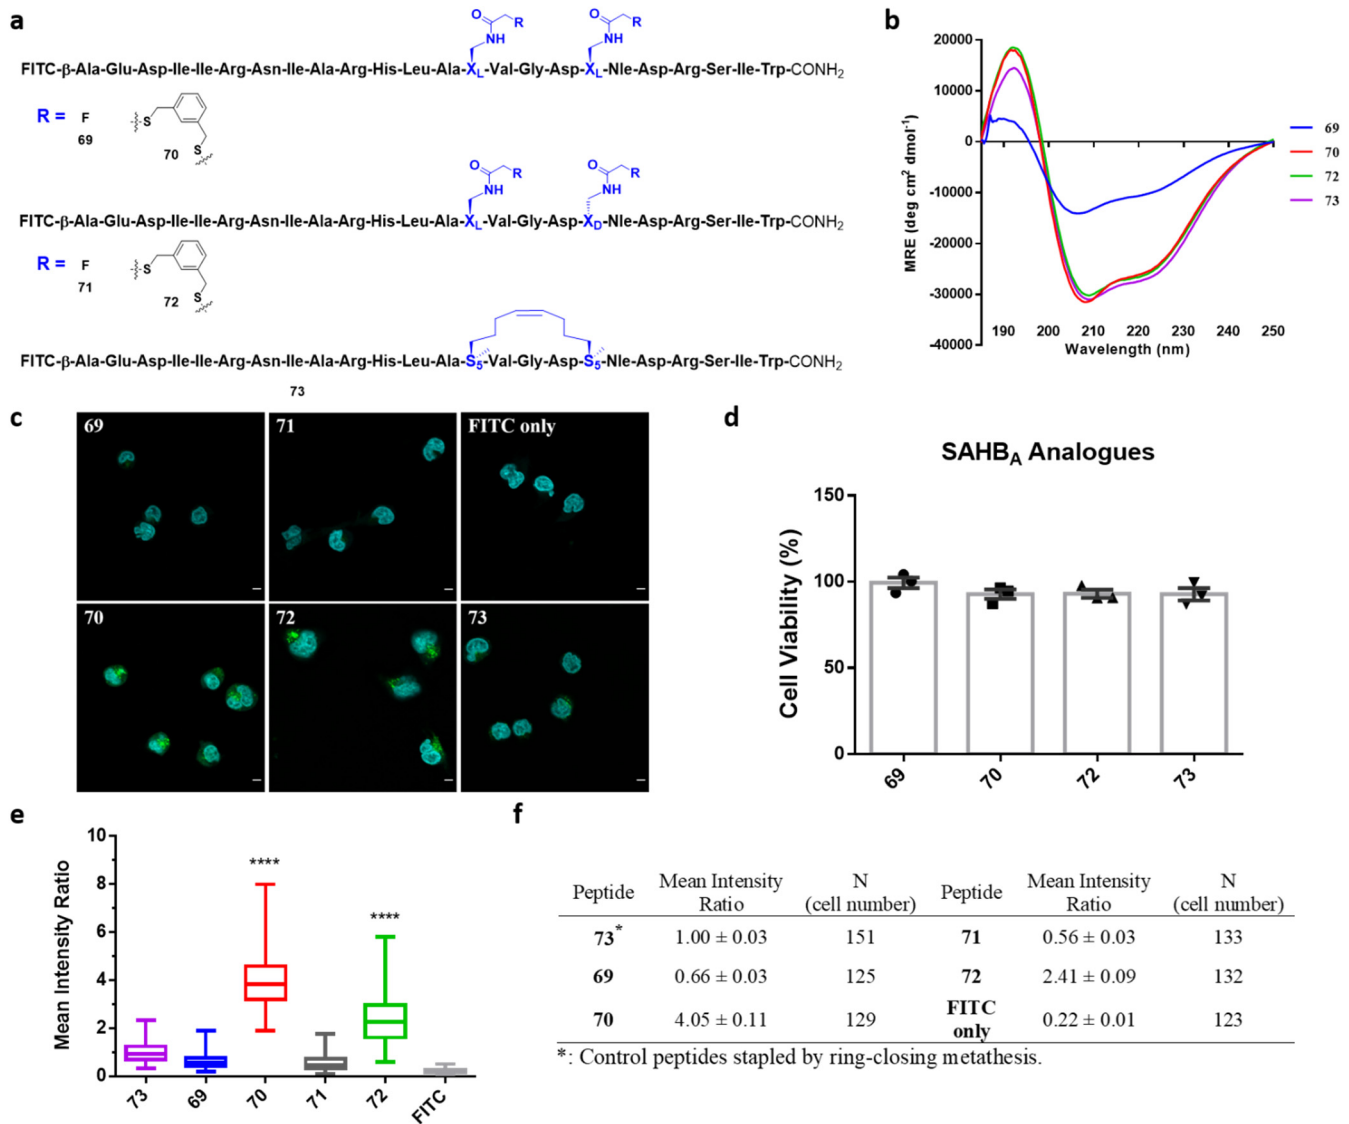 a
O R O R
NH NH
FITC-β-Ala-Glu-Asp-Ile-Ile-Arg-Asn-Ile-Ala-Arg-His-Leu-Ala-XL-Val-Gly-Asp-XL-Nle-Asp-Arg-Ser-Ile-Trp-CONH2
R = F S
69 70 S
O R O R
NH NH
FITC-β-Ala-Glu-Asp-Ile-Ile-Arg-Asn-Ile-Ala-Arg-His-Leu-Ala-XL-Val-Gly-Asp-XD-Nle-Asp-Arg-Ser-Ile-Trp-CONH2
R = F S
71 72 S
FITC-β-Ala-Glu-Asp-Ile-Ile-Arg-Asn-Ile-Ala-Arg-His-Leu-Ala-S5-Val-Gly-Asp-S5-Nle-Asp-Arg-Ser-Ile-Trp-CONH2
73
b
MRE (deg cm2 dmol-1)
20000
10000
0
-10000
-20000
-30000
-40000
190 200 210 220 230 240 250
Wavelength (nm)
69
70
72
73
c
69 71 FITC only
70 72 73
d
SAHBA Analogues
Cell Viability (%)
150
100
50
0
69 70 72 73
e
Mean Intensity Ratio
10
8
6
4
2
0
****
****
73 69 70 71 72 FITC
f
Peptide Mean Intensity Ratio N (cell number) Peptide Mean Intensity Ratio N (cell number)
73* 1.00 ± 0.03 151 71 0.56 ± 0.03 133
69 0.66 ± 0.03 125 72 2.41 ± 0.09 132
70 4.05 ± 0.11 129 FITC only 0.22 ± 0.01 123
*: Control peptides stapled by ring-closing metathesis.